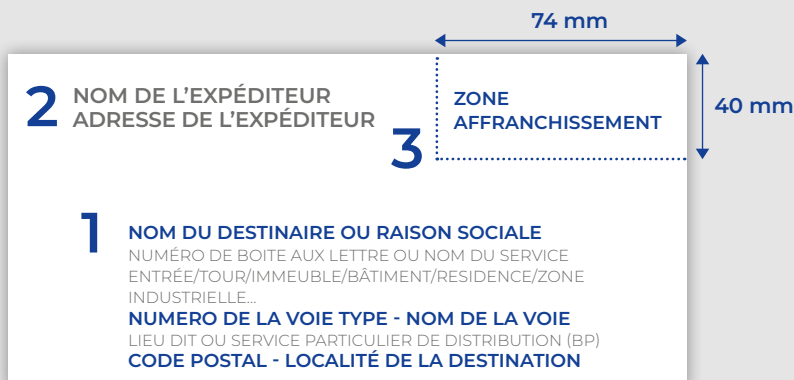 74 mm
2 NOM DE L'EXPÉDITEUR
ADRESSE DE L'EXPÉDITEUR
3 ZONE
AFFRANCHISSEMENT
40 mm
1 NOM DU DESTINAIRE OU RAISON SOCIALE
NUMÉRO DE BOITE AUX LETTRE OU NOM DU SERVICE
ENTRÉE/TOUR/IMMEUBLE/BÂTIMENT/RESIDENCE/ZONE
INDUSTRIELLE...
NUMERO DE LA VOIE TYPE - NOM DE LA VOIE
LIEU DIT OU SERVICE PARTICULIER DE DISTRIBUTION (BP)
CODE POSTAL - LOCALITÉ DE LA DESTINATION